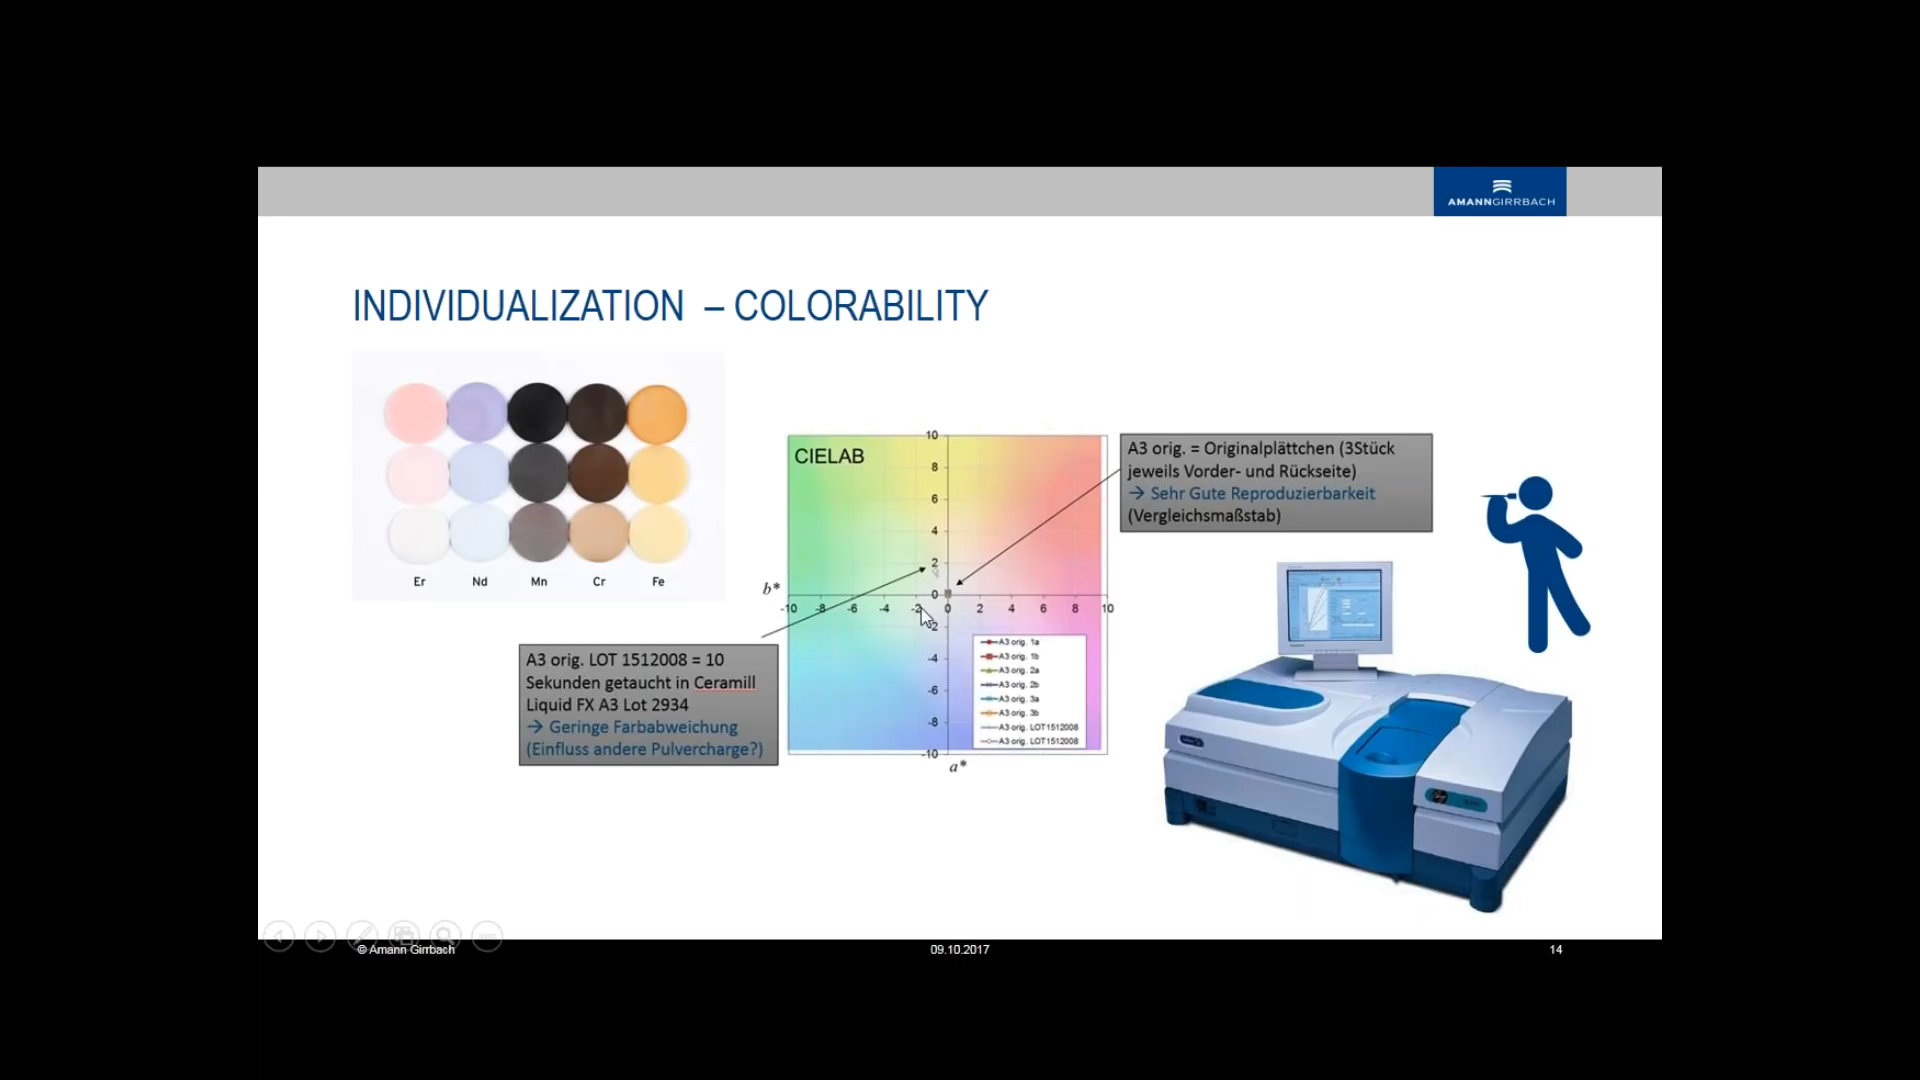 AMANNGIRRBACH
INDIVIDUALIZATION – COLORABILITY
Er Nd Mn Cr Fe
CIELAB
10
8
6
4
2
0
-2
-4
-6
-8
-10
b*
-10 -8 -6 -4 -2 0 2 4 6 8 10
a*
A3 orig. 1a
A3 orig. 1b
A3 orig. 2a
A3 orig. 2b
A3 orig. 3a
A3 orig. 3b
A3 orig. LOT1512008
A3 orig. LOT1512008
A3 orig. = Originalplättchen (3Stück
jeweils Vorder- und Rückseite)
→ Sehr Gute Reproduzierbarkeit
(Vergleichsmaßstab)
A3 orig. LOT 1512008 = 10
Sekunden getaucht in Ceramill
Liquid FX A3 Lot 2934
→ Geringe Farbabweichung
(Einfluss andere Pulvercharge?)
© Amann Girrbach
09.10.2017
14